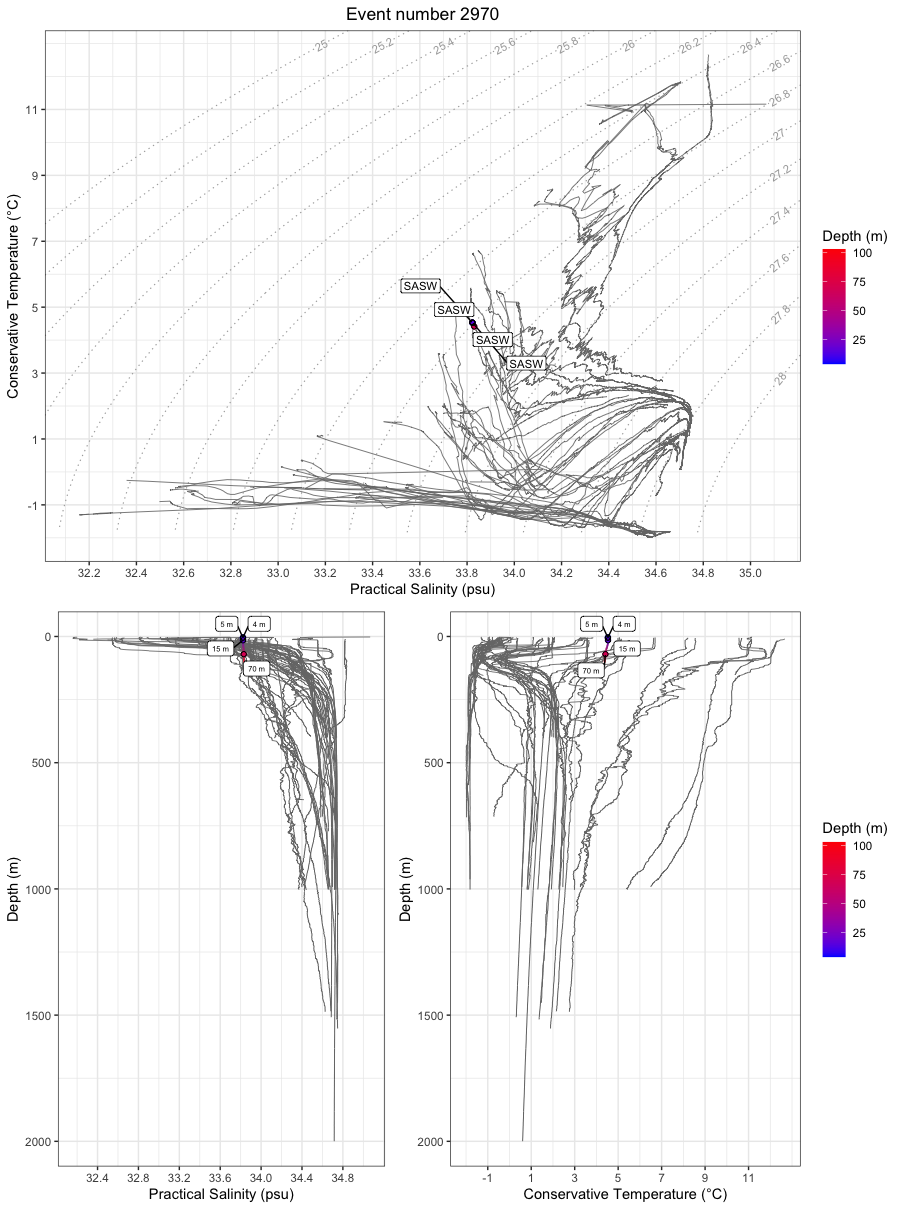 Event number 2970
25
25.2
25.4
25.6
25.8
26
26.2
26.4
26.6
26.8
27
27.2
27.4
27.6
27.8
28
11
9
7
5
3
1
-1
Conservative Temperature (°C)
SASW
SASW
SASW
SASW
32.2 32.4 32.6 32.8 33.0 33.2 33.4 33.6 33.8 34.0 34.2 34.4 34.6 34.8 35.0
Practical Salinity (psu)
Depth (m)
100
75
50
25
5 m 4 m
15 m
70 m
0
500
1000
1500
2000
Depth (m)
32.4 32.8 33.2 33.6 34.0 34.4 34.8
Practical Salinity (psu)
5 m 4 m
15 m
70 m
0
500
1000
1500
2000
Depth (m)
-1 1 3 5 7 9 11
Conservative Temperature (°C)
Depth (m)
100
75
50
25